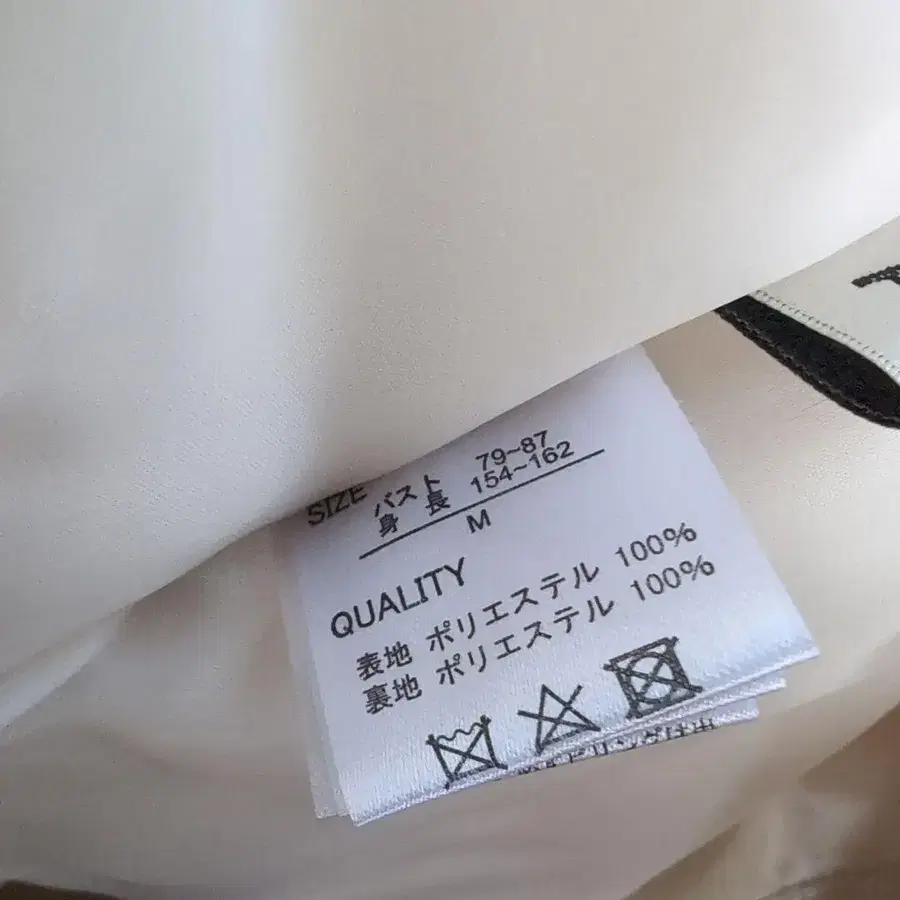 SIZE バスト 79~87
身長 154~162
M
QUALITY
表地 ポリエステル 100%
裏地 ポリエステル 100%